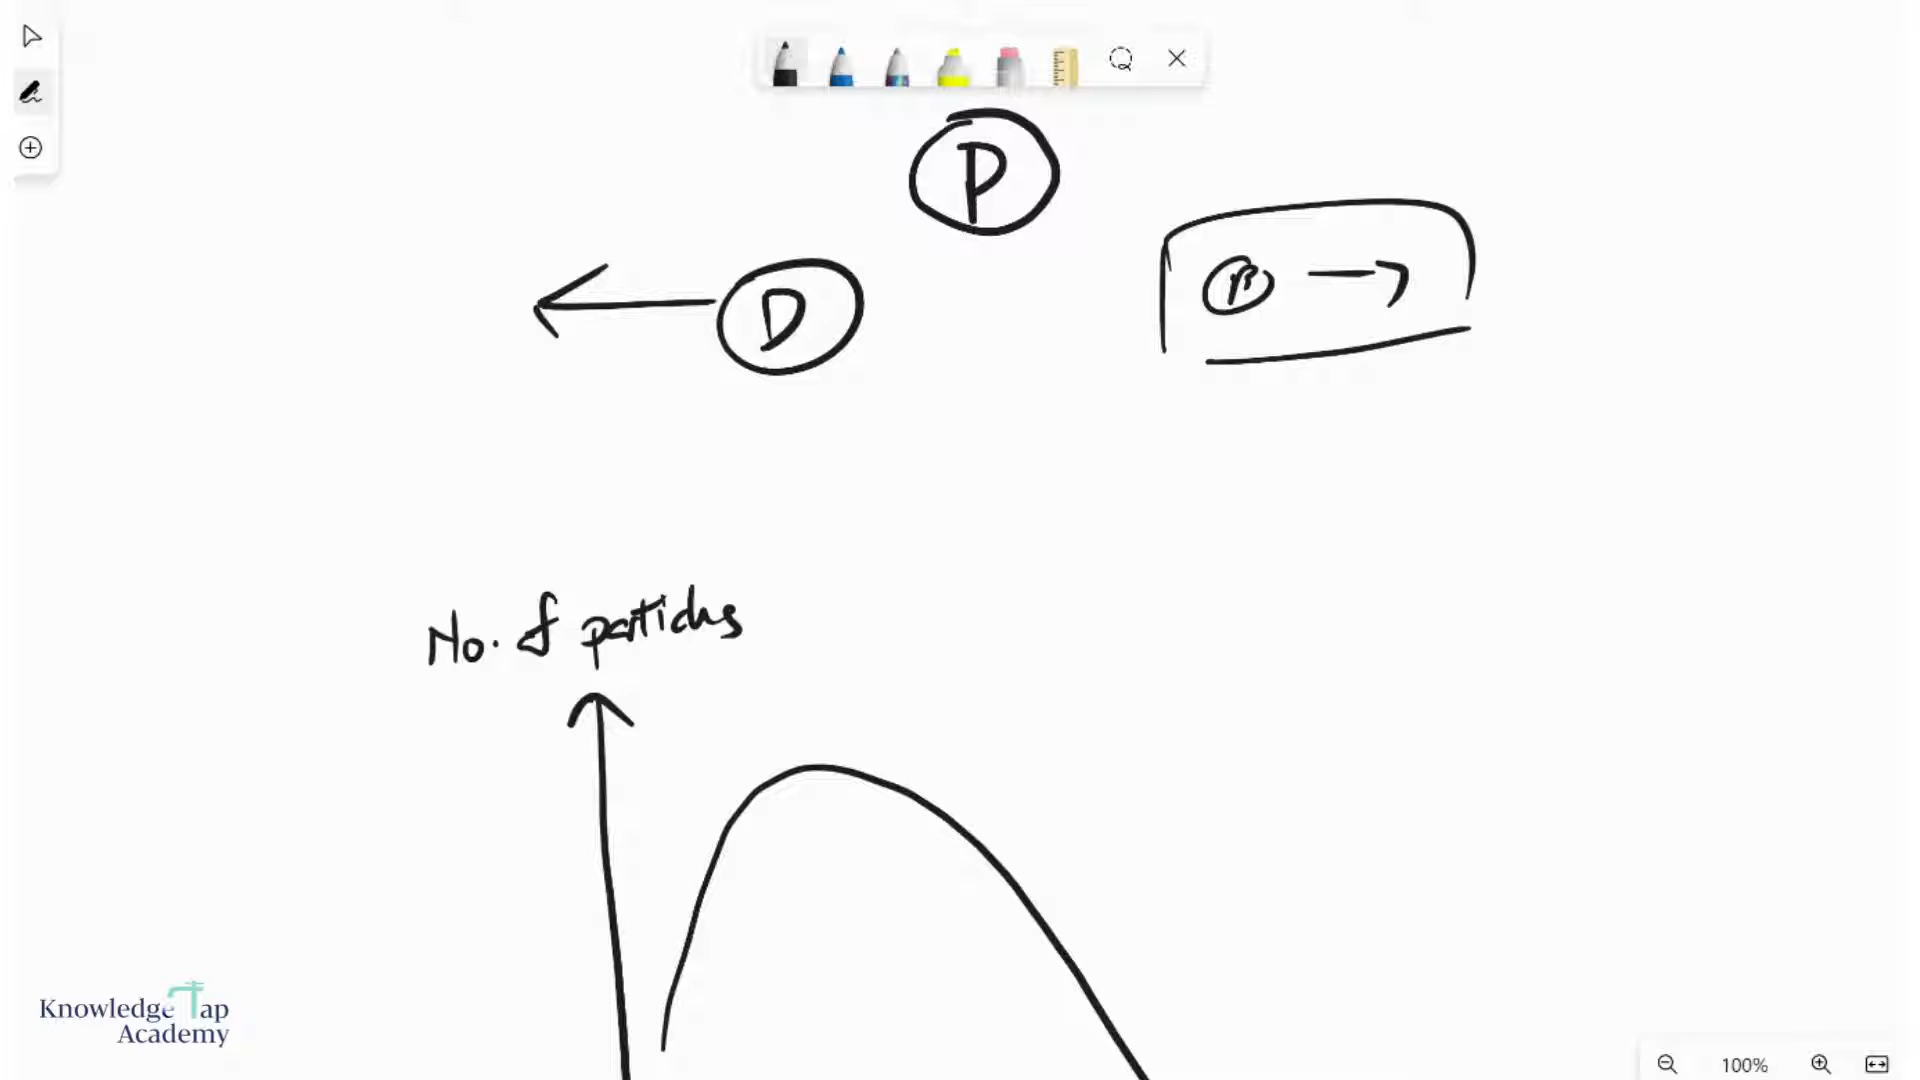 P
D
β
No. of particles
Knowledge Tap
Academy
100%